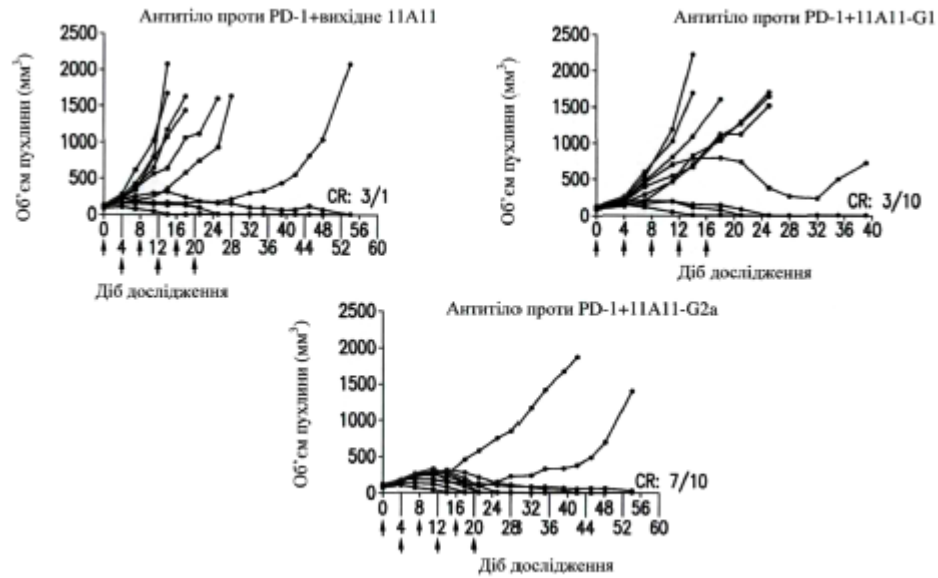 Антитіло проти PD-1+вихідне 11A11
Об’єм пухлини (мм3)
2500
2000
1500
1000
500
0
CR: 3/1
0 8 12 20 28 36 44 52 60
4 16 24 32 40 48 56
Діб дослідження
Антитіло проти PD-1+11A11-G1
Об’єм пухлини (мм3)
2500
2000
1500
1000
500
0
CR: 3/10
0 4 8 12 16 20 24 28 32 36 40
Діб дослідження
Антитіло проти PD-1+11A11-G2a
Об’єм пухлини (мм3)
2500
2000
1500
1000
500
0
CR: 7/10
0 8 16 24 32 40 48 56
4 12 20 28 36 44 52 60
Діб дослідження